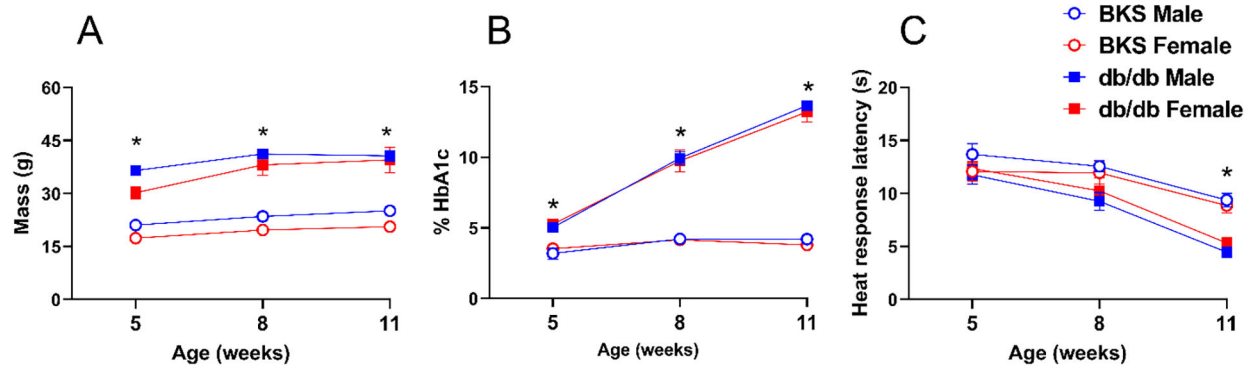 A
B
C
BKS Male
BKS Female
db/db Male
db/db Female
Mass (g)
60
45
30
15
0
* * *
5 8 11
Age (weeks)
% HbA1c
15
10
5
0
* * *
5 8 11
Age (weeks)
Heat response latency (s)
20
15
10
5
0
*
5 8 11
Age (weeks)